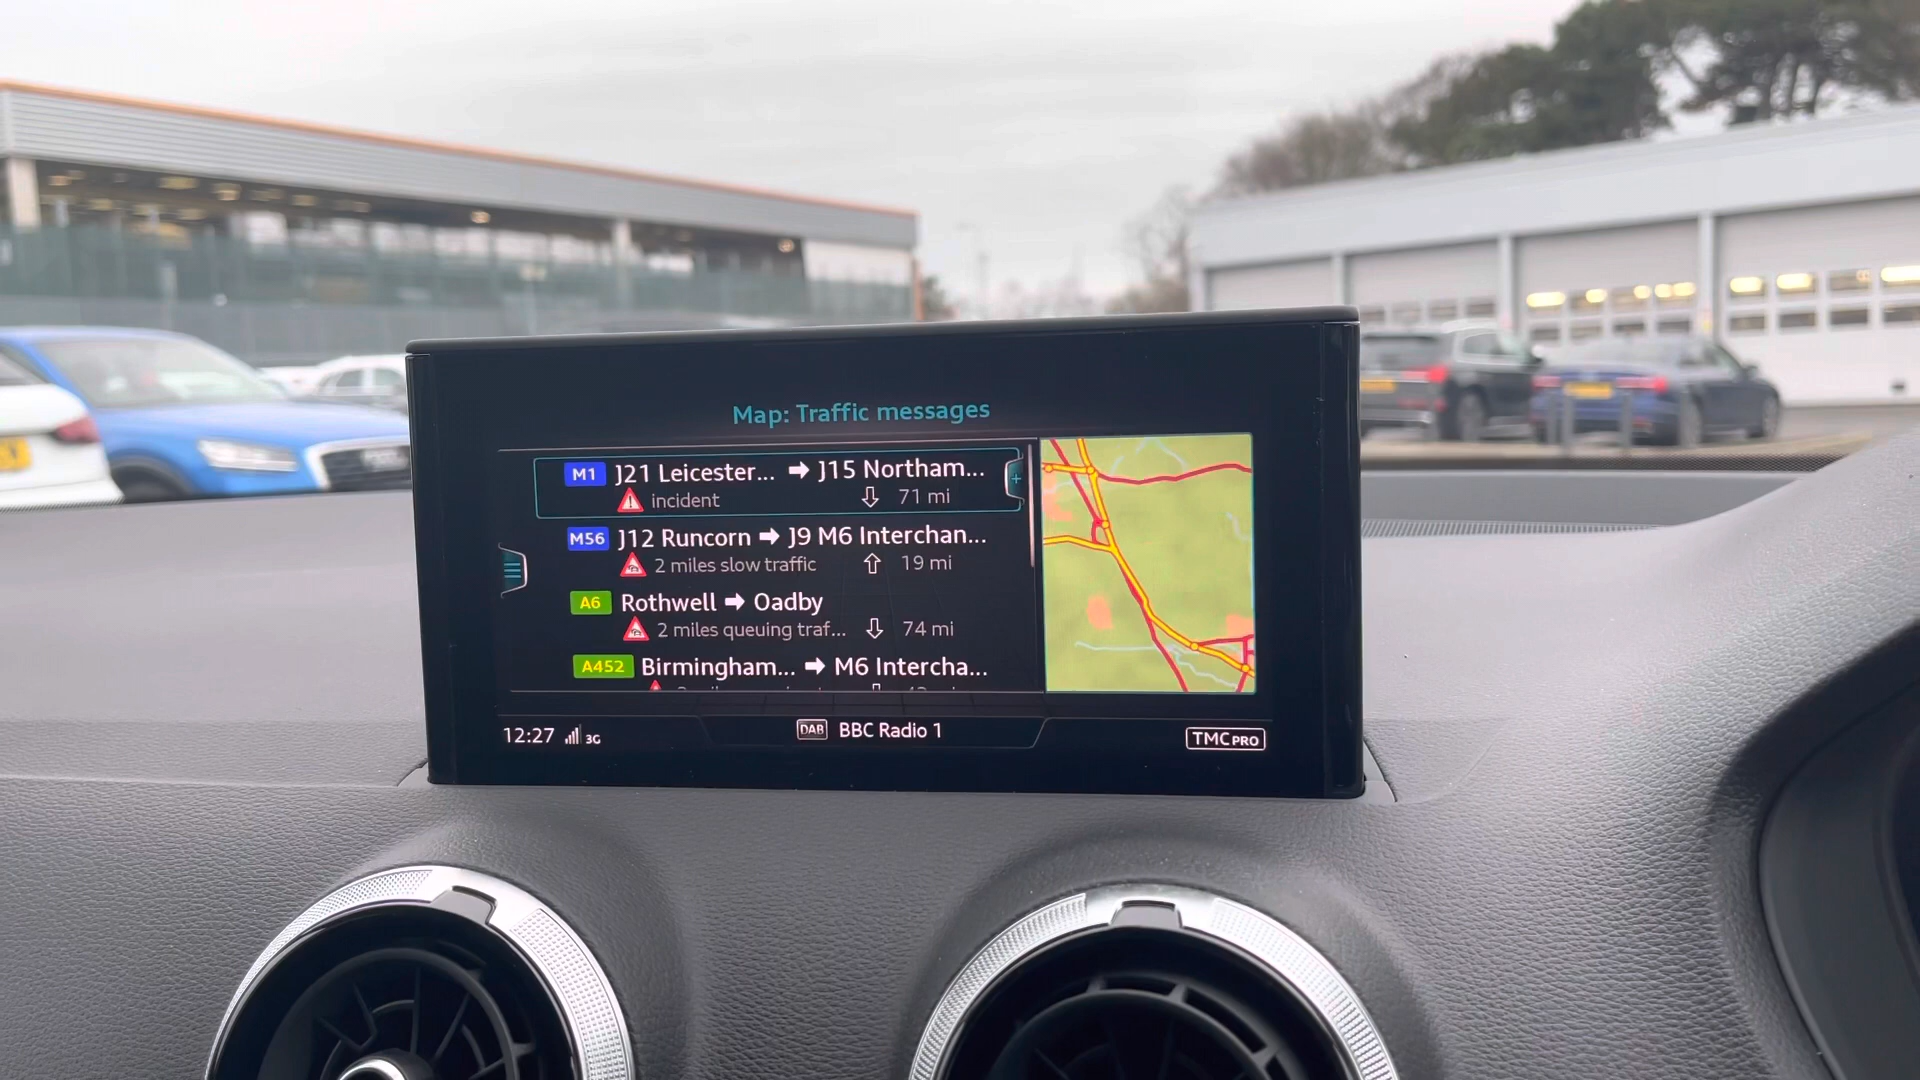 Map: Traffic messages
M1 J21 Leicester... → J15 Northam...
incident ⇩ 71 mi
M56 J12 Runcorn → J9 M6 Interchan...
2 miles slow traffic ⇧ 19 mi
A6 Rothwell → Oadby
2 miles queuing traf... ⇩ 74 mi
A452 Birmingham... → M6 Intercha...
12:27 3G DAB BBC Radio 1 TMC PRO